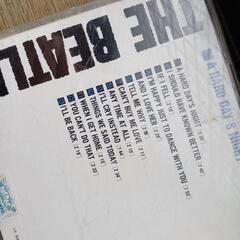 THE BEATL
A HARD DAY'S NIGHT
A HARD DAY'S NIGHT
I SHOULD HAVE KNOWN BETTER
IF I FELL
I'M HAPPY JUST TO DANCE WITH YOU
AND I LOVE HER
TELL ME WHY
CAN'T BUY ME LOVE
ANY TIME AT ALL
I'LL CRY INSTEAD
THINGS WE SAID TODAY
WHEN I GET HOME
YOU CAN'T DO THAT
I'LL BE BACK